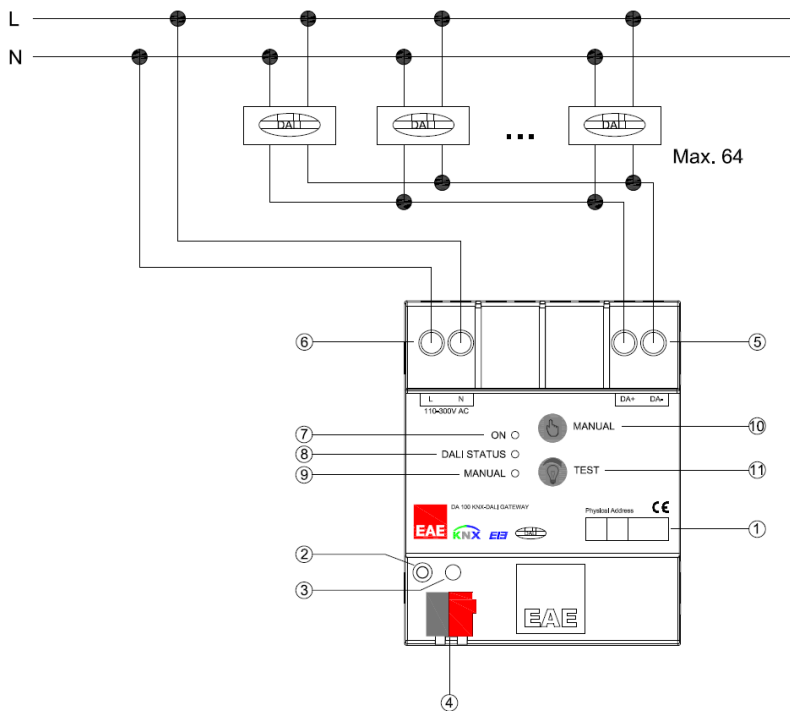 L
N
DALI DALI ... DALI
Max. 64
⑥ ⑤
L N DA+ DA-
110-300V AC
⑦ ON MANUAL ⑩
⑧ DALI STATUS
⑨ MANUAL TEST ⑪
DA 100 KNX-DALI GATEWAY Physical Address CE
EAE KNX EIB DALI ①
②
③
EAE
④